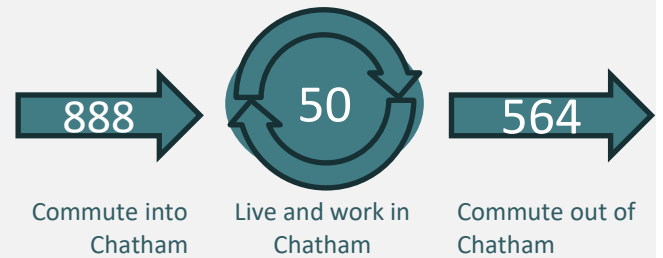 888
50
564
Commute into
Chatham
Live and work in
Chatham
Commute out of
Chatham